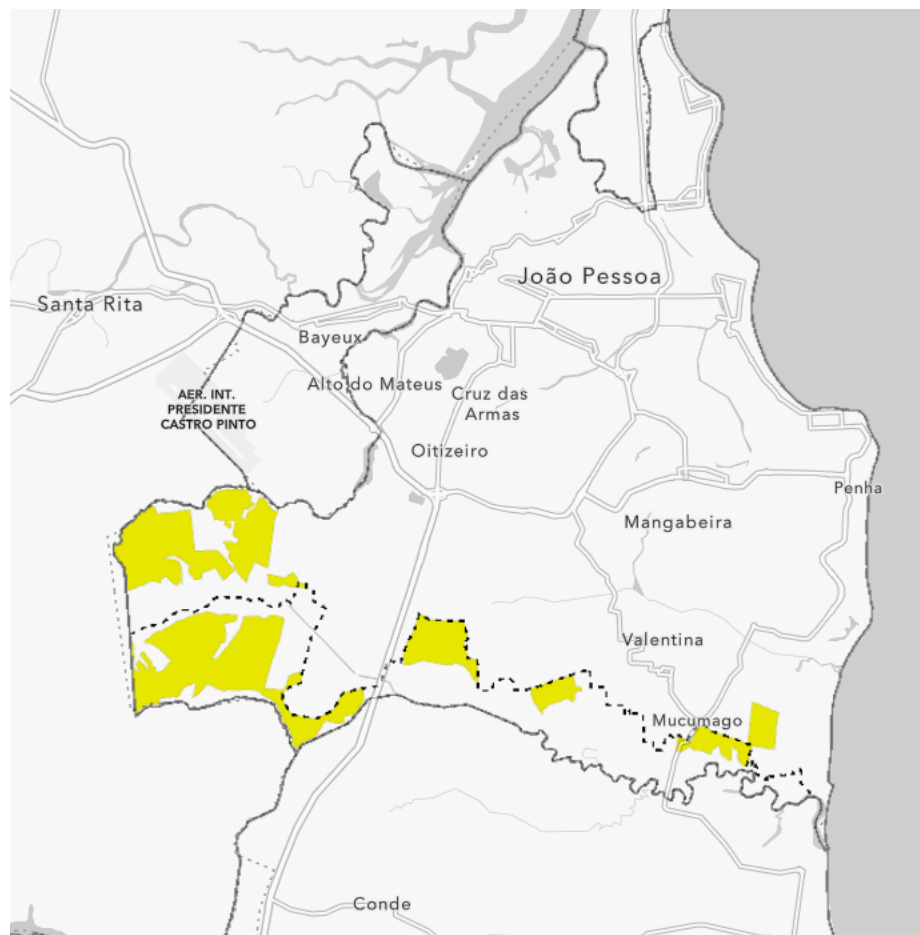 João Pessoa
Santa Rita
Bayeux
Alto do Mateus
AER. INT.
PRESIDENTE
CASTRO PINTO
Cruz das
Armas
Oitizeiro
Penha
Mangabeira
Valentina
Mucumago
Conde